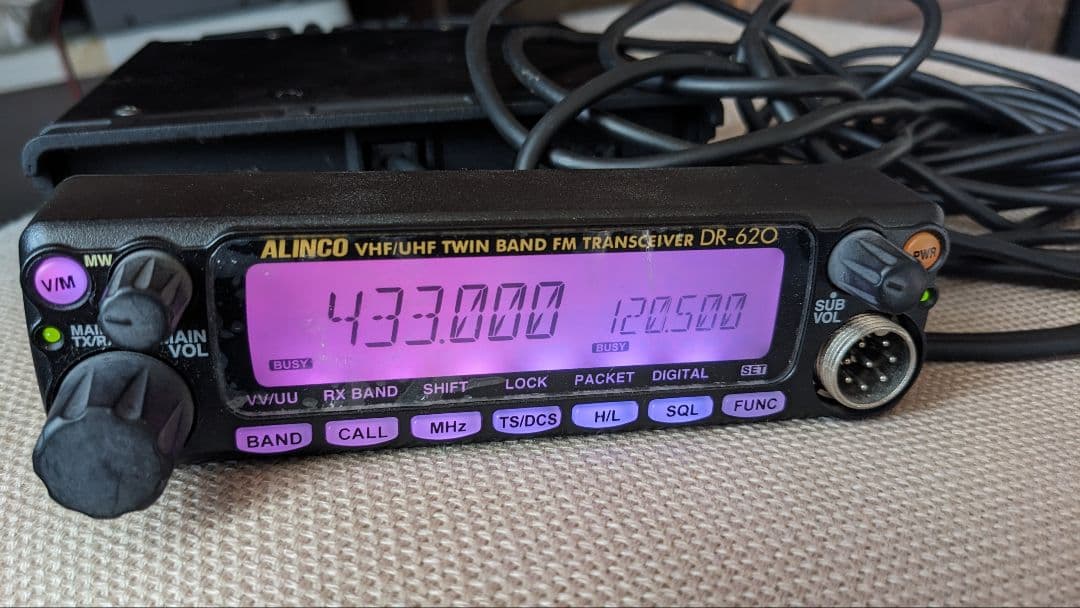 ALINCO VHF/UHF TWIN BAND FM TRANSCEIVER DR-620
V/M
MW
PWR
433.000
120.500
MAIN
TX/RX
MAIN
VOL
SUB
VOL
BUSY
BUSY
VV/UU RX BAND SHIFT LOCK PACKET DIGITAL SET
BAND CALL MHz TS/DCS H/L SQL FUNC